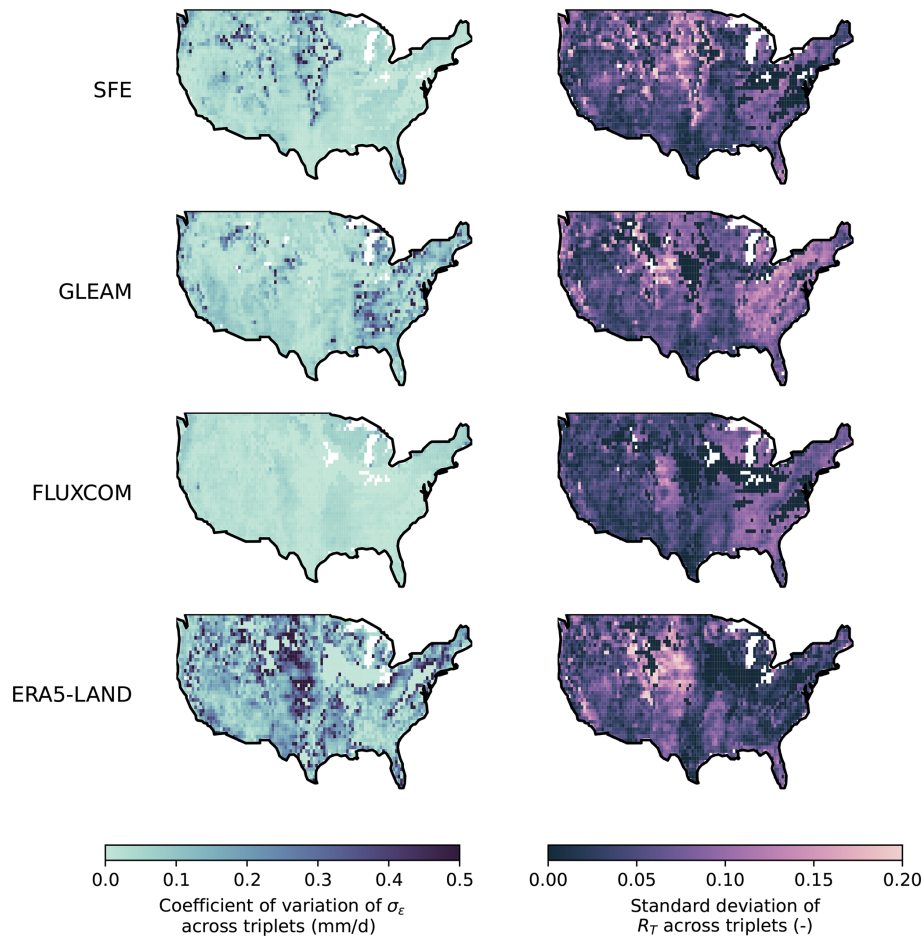 SFE
GLEAM
FLUXCOM
ERA5-LAND
0.0 0.1 0.2 0.3 0.4 0.5
Coefficient of variation of σε
across triplets (mm/d)
0.00 0.05 0.10 0.15 0.20
Standard deviation of
RT across triplets (-)